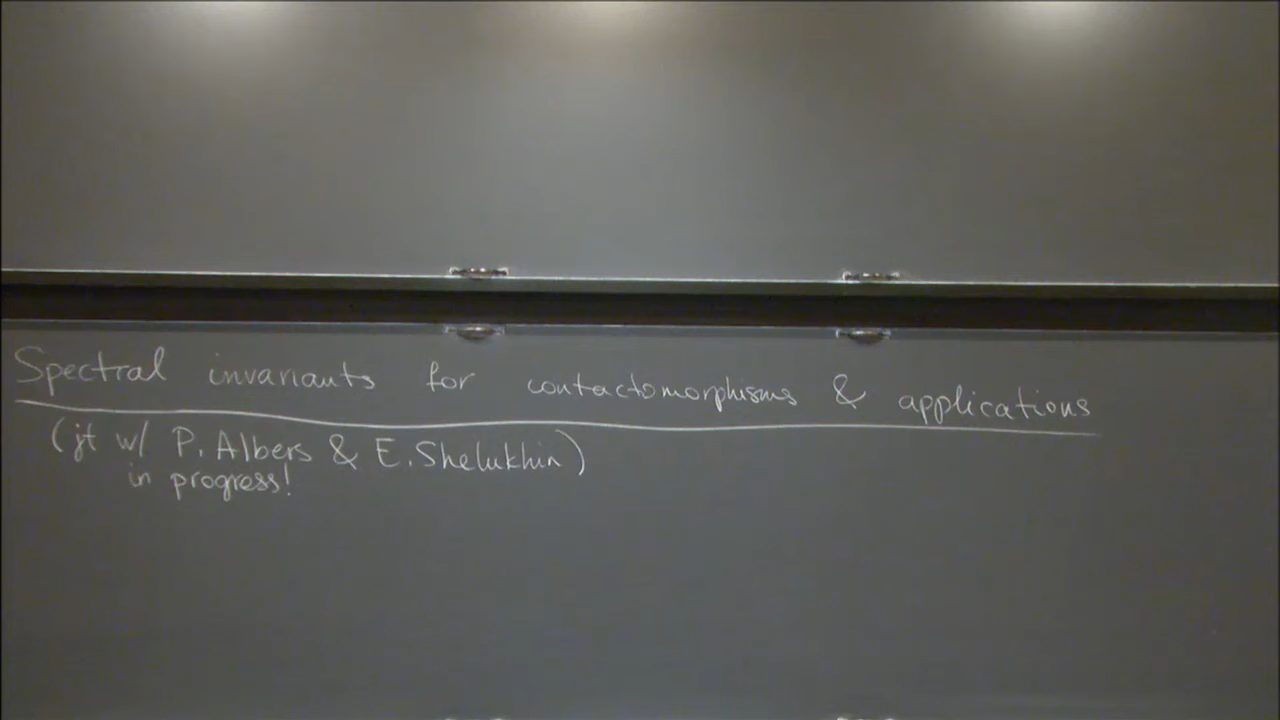 Spectral invariants for contactomorphisms & applications
(jt w/ P. Albers & E. Shelukhin)
in progress!